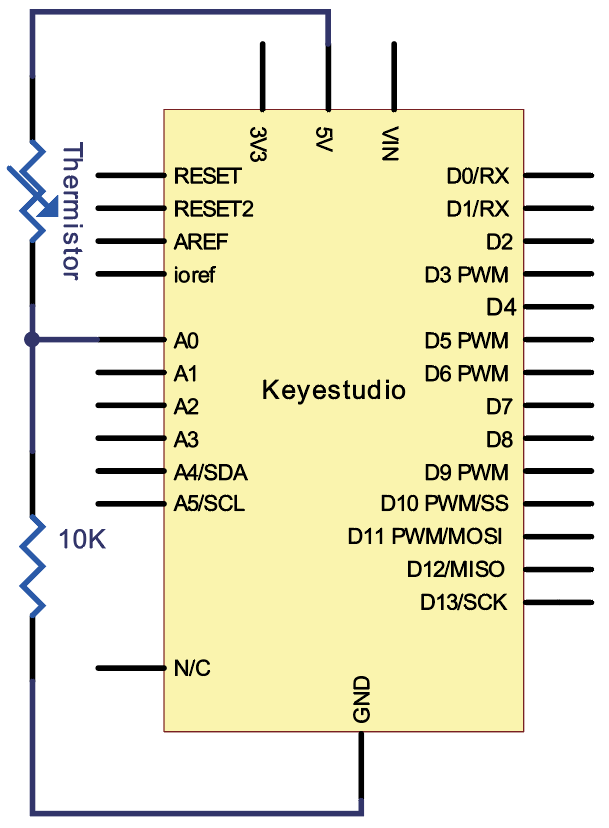 3V3
5V
VIN
Thermistor
RESET
RESET2
AREF
ioref
A0
A1
A2
A3
A4/SDA
A5/SCL
N/C
10K
Keyestudio
D0/RX
D1/RX
D2
D3 PWM
D4
D5 PWM
D6 PWM
D7
D8
D9 PWM
D10 PWM/SS
D11 PWM/MOSI
D12/MISO
D13/SCK
GND